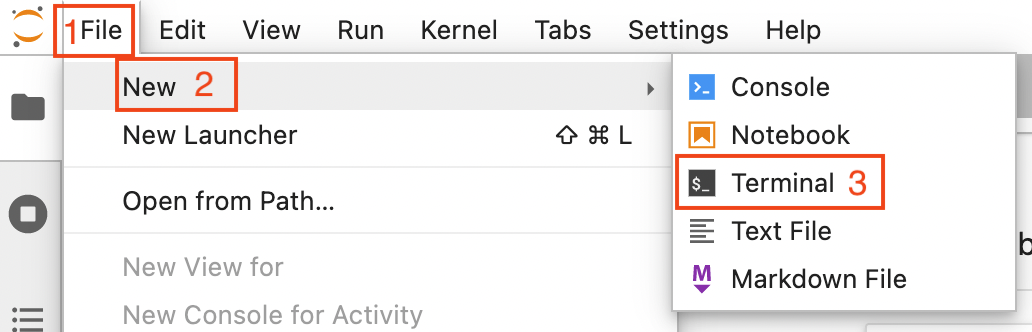 1 File Edit View Run Kernel Tabs Settings Help
New 2
New Launcher ⇧ ⌘ L
Open from Path...
New View for
New Console for Activity
Console
Notebook
$_ Terminal 3
Text File
M Markdown File
b